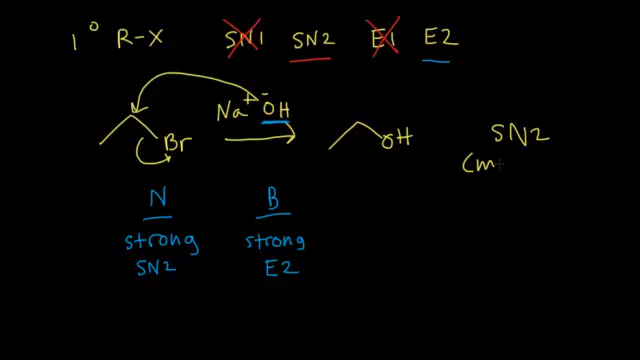 1° R-X SN1 SN2 E1 E2
Na⁺ ⁻OH
Br OH SN2
(m
N B
strong strong
SN2 E2